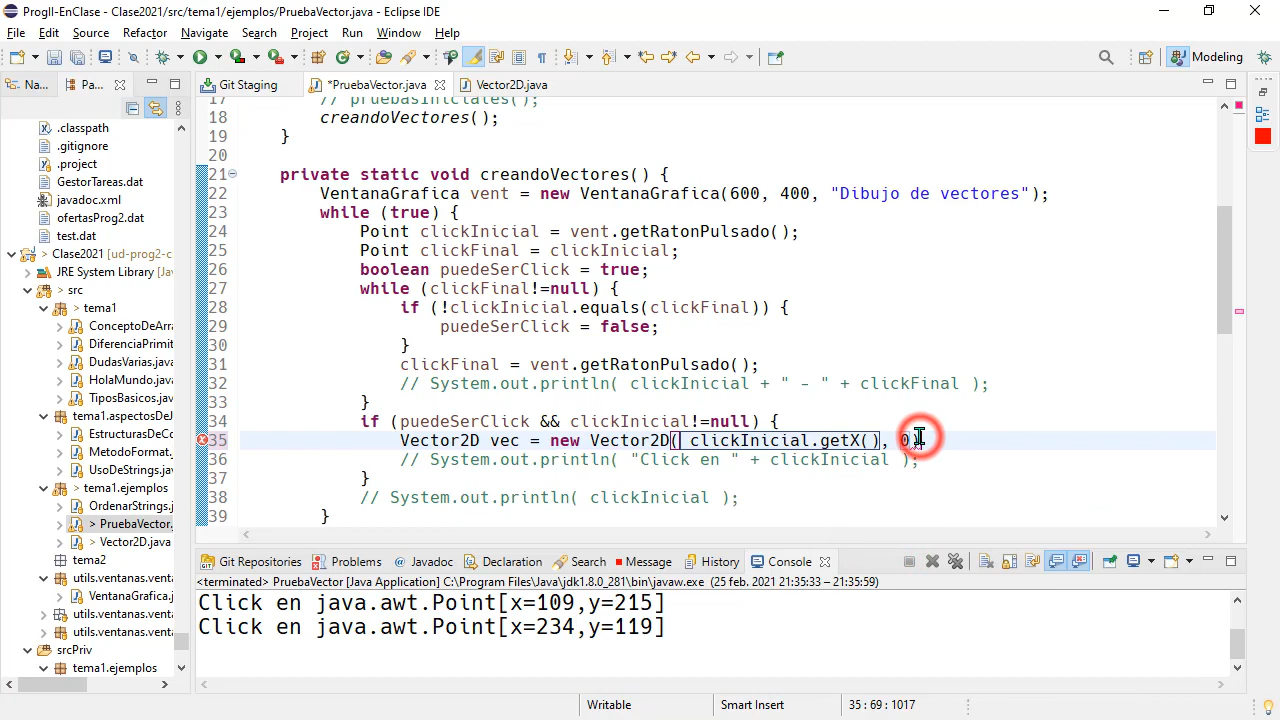 ProgII-EnClase - Clase2021/src/tema1/ejemplos/PruebaVector.java - Eclipse IDE
File Edit Source Refactor Navigate Search Project Run Window Help
Modeling
Na... Pa... Git Staging *PruebaVector.java Vector2D.java
.classpath
.gitignore
.project
GestorTareas.dat
javadoc.xml
ofertasProg2.dat
test.dat
Clase2021 [ud-prog2-c
JRE System Library [Jav
src
tema1
ConceptoDeArra
DiferenciaPrimit
DudasVarias.java
HolaMundo.java
TiposBasicos.java
tema1.aspectosDeJ
EstructurasDeCo
MetodoFormat.ja
UsoDeStrings.jav
tema1.ejemplos
OrdenarStrings.j
> PruebaVector.
> Vector2D.java
tema2
utils.ventanas.vent
VentanaGrafica.
utils.ventanas.vent
utils.ventanas.vent
srcPriv
tema1.ejemplos
17 // pruebasIniciales();
18 creandoVectores();
19 }
20
21 private static void creandoVectores() {
22 VentanaGrafica vent = new VentanaGrafica(600, 400, "Dibujo de vectores");
23 while (true) {
24 Point clickInicial = vent.getRatonPulsado();
25 Point clickFinal = clickInicial;
26 boolean puedeSerClick = true;
27 while (clickFinal!=null) {
28 if (!clickInicial.equals(clickFinal)) {
29 puedeSerClick = false;
30 }
31 clickFinal = vent.getRatonPulsado();
32 // System.out.println( clickInicial + " - " + clickFinal );
33 }
34 if (puedeSerClick && clickInicial!=null) {
35 Vector2D vec = new Vector2D( clickInicial.getX(), 0)
36 // System.out.println( "Click en " + clickInicial );
37 }
38 // System.out.println( clickInicial );
39 }
Git Repositories Problems Javadoc Declaration Search Message History Console
<terminated> PruebaVector [Java Application] C:\Program Files\Java\jdk1.8.0_281\bin\javaw.exe (25 feb. 2021 21:35:33 – 21:35:59)
Click en java.awt.Point[x=109,y=215]
Click en java.awt.Point[x=234,y=119]
Writable Smart Insert 35 : 69 : 1017